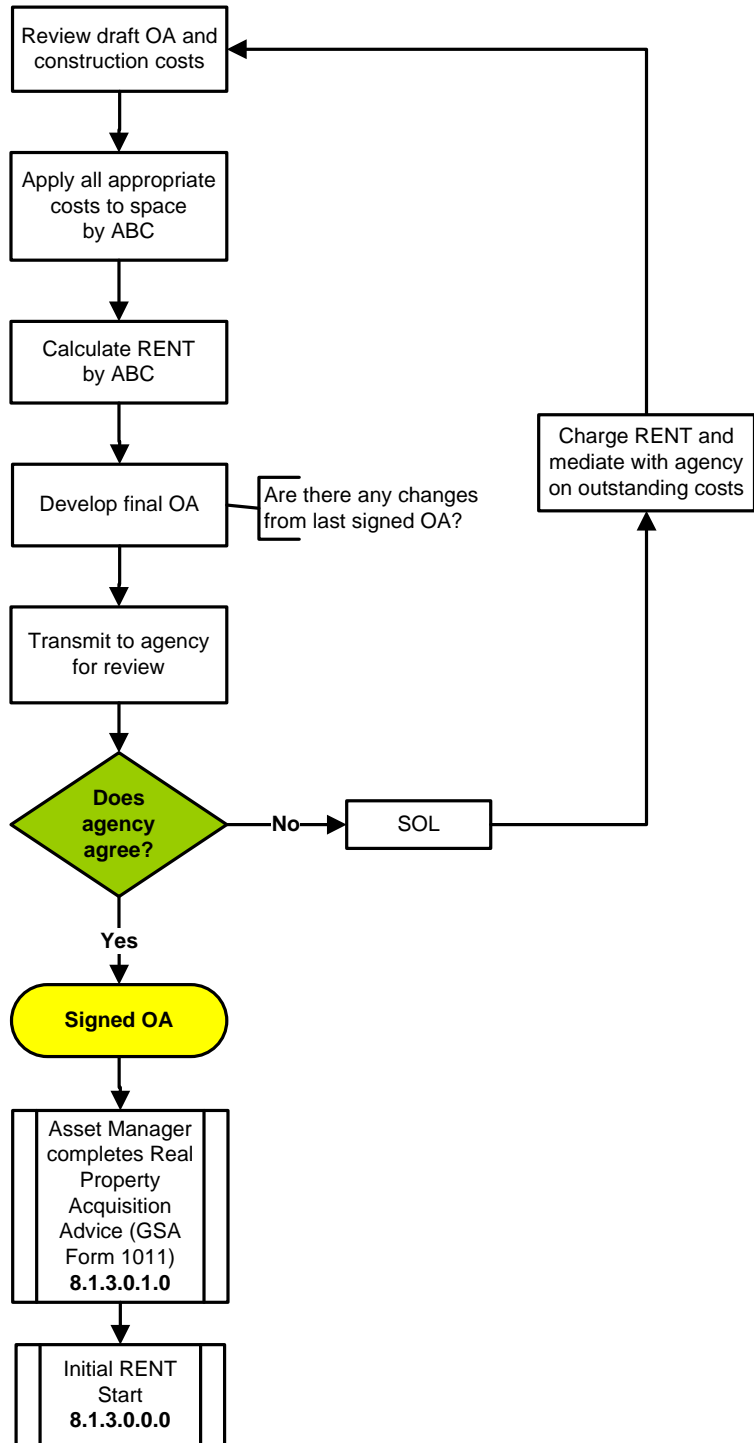 Review draft OA and
construction costs
Apply all appropriate
costs to space
by ABC
Calculate RENT
by ABC
Develop final OA
Are there any changes
from last signed OA?
Transmit to agency
for review
Does
agency
agree?
No
SOL
Charge RENT and
mediate with agency
on outstanding costs
Yes
Signed OA
Asset Manager
completes Real
Property
Acquisition
Advice (GSA
Form 1011)
8.1.3.0.1.0
Initial RENT
Start
8.1.3.0.0.0